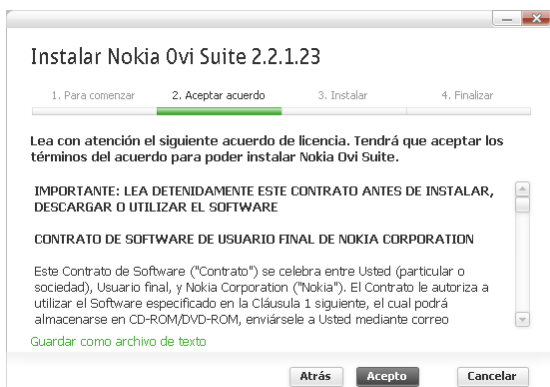 Instalar Nokia Ovi Suite 2.2.1.23
1. Para comenzar 2. Aceptar acuerdo 3. Instalar 4. Finalizar
Lea con atención el siguiente acuerdo de licencia. Tendrá que aceptar los
términos del acuerdo para poder instalar Nokia Ovi Suite.
IMPORTANTE: LEA DETENIDAMENTE ESTE CONTRATO ANTES DE INSTALAR,
DESCARGAR O UTILIZAR EL SOFTWARE
CONTRATO DE SOFTWARE DE USUARIO FINAL DE NOKIA CORPORATION
Este Contrato de Software ("Contrato") se celebra entre Usted (particular o
sociedad), Usuario final, y Nokia Corporation ("Nokia"). El Contrato le autoriza a
utilizar el Software especificado en la Cláusula 1 siguiente, el cual podrá
almacenarse en CD-ROM/DVD-ROM, enviársele a Usted mediante correo
Guardar como archivo de texto
Atrás Acepto Cancelar